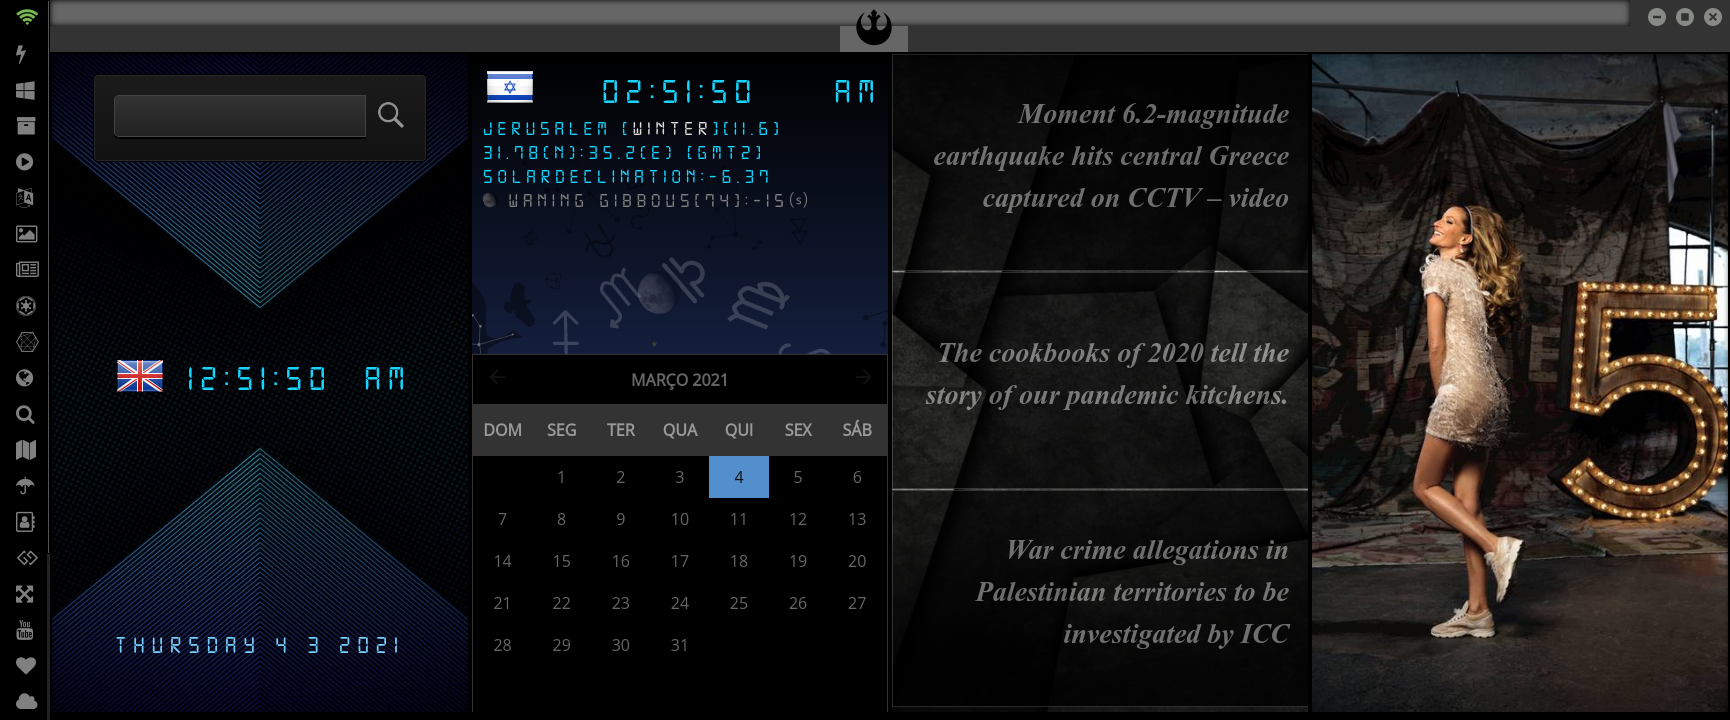 12:51:50 AM
THURSDAY 4 3 2021
02:51:50 AM
JERUSALEM (WINTER)[11.6]
31.78(N):35.2(E) [GMT2]
SOLARDECLINATION:-6.37
WANING GIBBOUS[74]:-15(s)
MARÇO 2021
DOM SEG TER QUA QUI SEX SÁB
1 2 3 4 5 6
7 8 9 10 11 12 13
14 15 16 17 18 19 20
21 22 23 24 25 26 27
28 29 30 31
Moment 6.2-magnitude
earthquake hits central Greece
captured on CCTV – video
The cookbooks of 2020 tell the
story of our pandemic kitchens.
War crime allegations in
Palestinian territories to be
investigated by ICC
5
You
Tube